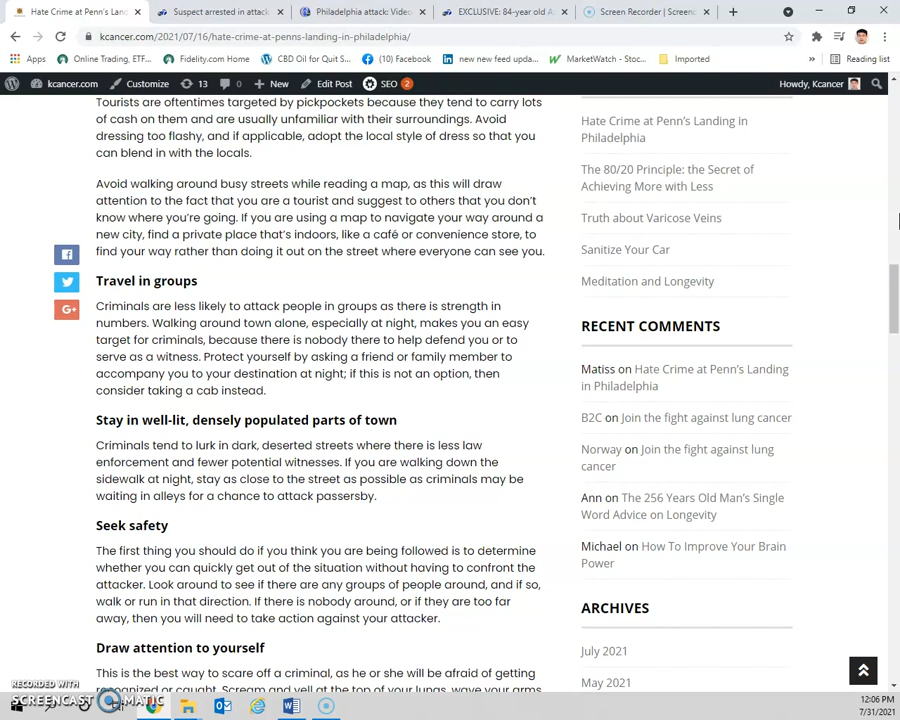 Hate Crime at Penn's Land
Suspect arrested in attack
Philadelphia attack: Video
EXCLUSIVE: 84-year old A
Screen Recorder | Screenc
kcancer.com/2021/07/16/hate-crime-at-penns-landing-in-philadelphia/
Apps
Online Trading, ETF...
Fidelity.com Home
CBD Oil for Quit S...
(10) Facebook
new new feed upda...
MarketWatch - Stoc...
Imported
»
Reading list
kcancer.com
Customize
13
0
New
Edit Post
SEO
2
Howdy, Kcancer
Tourists are oftentimes targeted by pickpockets because they tend to carry lots
of cash on them and are usually unfamiliar with their surroundings. Avoid
dressing too flashy, and if applicable, adopt the local style of dress so that you
can blend in with the locals.
Avoid walking around busy streets while reading a map, as this will draw
attention to the fact that you are a tourist and suggest to others that you don't
know where you're going. If you are using a map to navigate your way around a
new city, find a private place that's indoors, like a café or convenience store, to
find your way rather than doing it out on the street where everyone can see you.
Travel in groups
Criminals are less likely to attack people in groups as there is strength in
numbers. Walking around town alone, especially at night, makes you an easy
target for criminals, because there is nobody there to help defend you or to
serve as a witness. Protect yourself by asking a friend or family member to
accompany you to your destination at night; if this is not an option, then
consider taking a cab instead.
Stay in well-lit, densely populated parts of town
Criminals tend to lurk in dark, deserted streets where there is less law
enforcement and fewer potential witnesses. If you are walking down the
sidewalk at night, stay as close to the street as possible as criminals may be
waiting in alleys for a chance to attack passersby.
Seek safety
The first thing you should do if you think you are being followed is to determine
whether you can quickly get out of the situation without having to confront the
attacker. Look around to see if there are any groups of people around, and if so,
walk or run in that direction. If there is nobody around, or if they are too far
away, then you will need to take action against your attacker.
Draw attention to yourself
This is the best way to scare off a criminal, as he or she will be afraid of getting
recognized or caught. Scream and yell at the top of your lungs, wave your arms
Hate Crime at Penn's Landing in
Philadelphia
The 80/20 Principle: the Secret of
Achieving More with Less
Truth about Varicose Veins
Sanitize Your Car
Meditation and Longevity
RECENT COMMENTS
Matiss on Hate Crime at Penn's Landing
in Philadelphia
B2C on Join the fight against lung cancer
Norway on Join the fight against lung
cancer
Ann on The 256 Years Old Man's Single
Word Advice on Longevity
Michael on How To Improve Your Brain
Power
ARCHIVES
July 2021
May 2021
RECORDED WITH
SCREENCAST MATIC
12:06 PM
7/31/2021